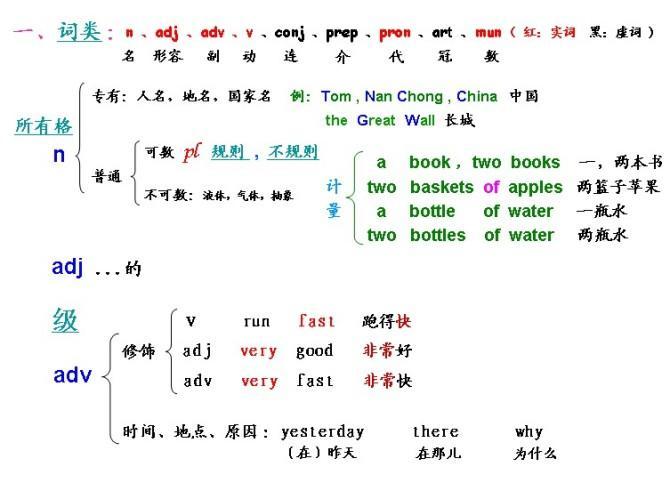 一、词类：n 、adj 、adv 、v 、conj 、prep 、pron 、art 、mun（ 红：实词 黑：虚词 ）
名 形容 副 动 连 介 代 冠 数
专有：人名，地名，国家名 例：Tom , Nan Chong , China 中国
the Great Wall 长城
所有格
n
普通
可数 pl 规则 , 不规则
不可数：液体，气体，抽象
计量
a book , two books 一，两本书
two baskets of apples 两篮子苹果
a bottle of water 一瓶水
two bottles of water 两瓶水
adj ...的
级
adv
修饰
v run fast 跑得快
adj very good 非常好
adv very fast 非常快
时间、地点、原因：yesterday there why
（在）昨天 在那儿 为什么